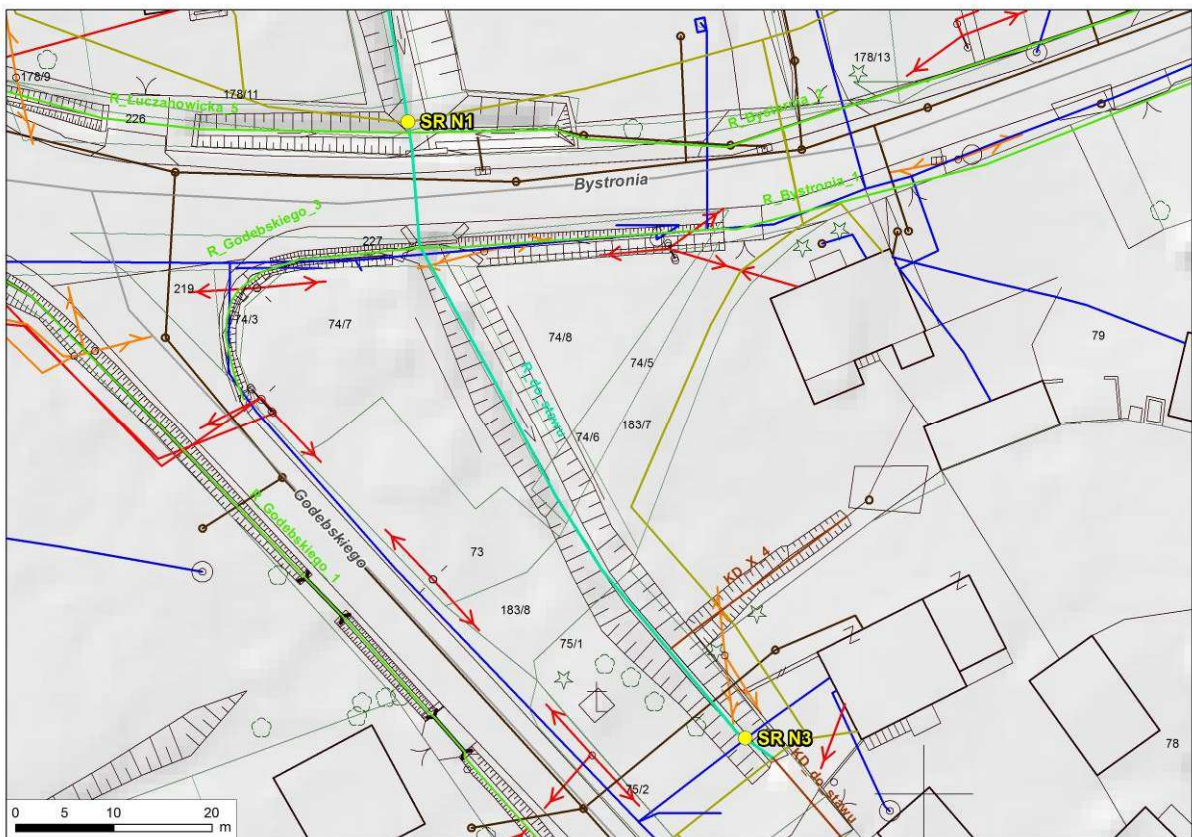 178/13
178/9
178/11
R_Łuczanowicka_5
226
SR N1
R_Bystronia_2
Bystronia
R_Bystronia_1
R_Godebskiego_3
227
219
74/3
74/7
74/8
79
74/5
R_do_stawu
183/7
74/6
R_Godebskiego_1
Godebskiego
73
KD_X_4
183/8
75/1
SR N3
78
KD_do_stawu
75/2
0 5 10 20
m